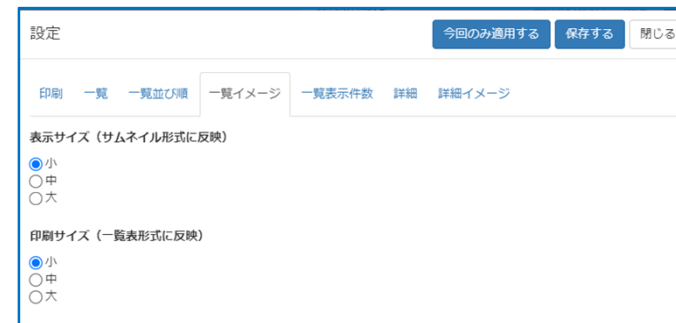 設定 今回のみ適用する 保存する 閉じる
印刷 一覧 一覧並び順 一覧イメージ 一覧表示件数 詳細 詳細イメージ
表示サイズ（サムネイル形式に反映）
小
中
大
印刷サイズ（一覧表形式に反映）
小
中
大